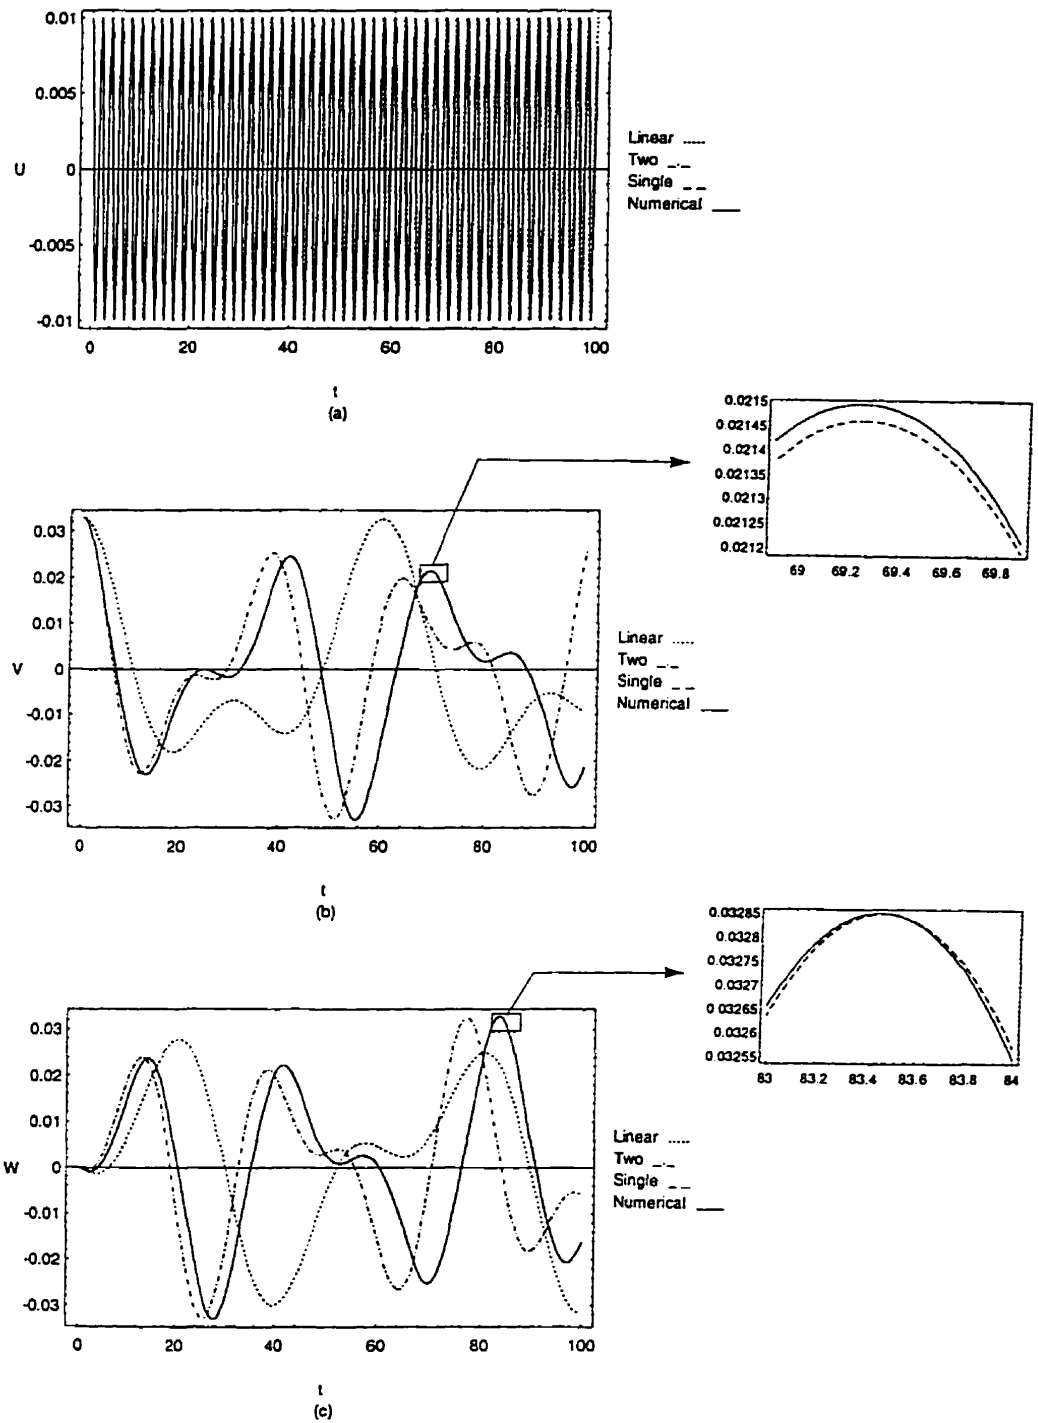 0.01
0.005
U
0
-0.005
-0.01
0 20 40 60 80 100
t
(a)
Linear .....
Two _._
Single _ _
Numerical ___
0.0215
0.02145
0.0214
0.02135
0.0213
0.02125
0.0212
69 69.2 69.4 69.6 69.8
0.03
0.02
0.01
V 0
-0.01
-0.02
-0.03
0 20 40 60 80 100
t
(b)
Linear .....
Two _._
Single _ _
Numerical ___
0.03285
0.0328
0.03275
0.0327
0.03265
0.0326
0.03255
83 83.2 83.4 83.6 83.8 84
0.03
0.02
0.01
W 0
-0.01
-0.02
-0.03
0 20 40 60 80 100
t
(c)
Linear .....
Two _._
Single _ _
Numerical ___